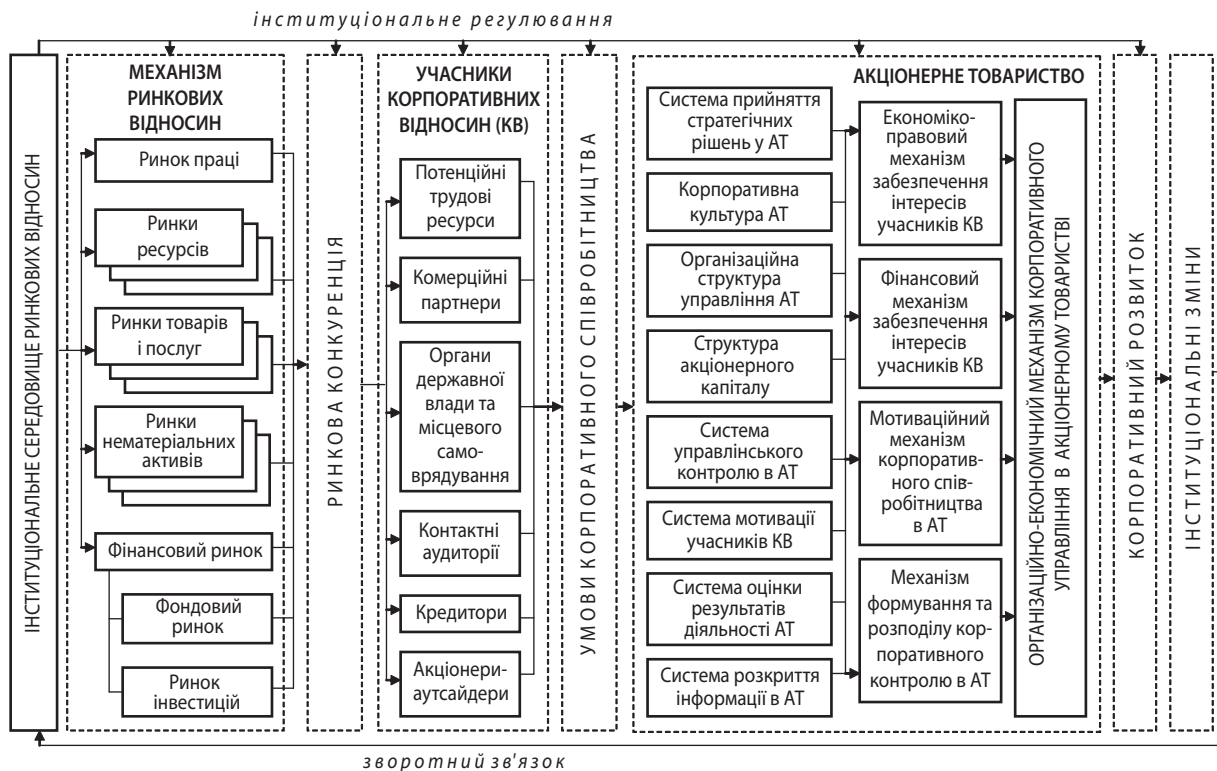 інституціональне регулювання
ІНСТИТУЦІОНАЛЬНЕ СЕРЕДОВИЩЕ РИНКОВИХ ВІДНОСИН
МЕХАНІЗМ
РИНКОВИХ
ВІДНОСИН
Ринок праці
Ринки
ресурсів
Ринки товарів
і послуг
Ринки
нематеріальних
активів
Фінансовий ринок
Фондовий
ринок
Ринок
інвестицій
РИНКОВА КОНКУРЕНЦІЯ
УЧАСНИКИ
КОРПОРАТИВНИХ
ВІДНОСИН (КВ)
Потенційні
трудові
ресурси
Комерційні
партнери
Органи
державної
влади та
місцевого
само-
врядування
Контактні
аудиторії
Кредитори
Акціонери-
аутсайдери
УМОВИ КОРПОРАТИВНОГО СПІВРОБІТНИЦТВА
АКЦІОНЕРНЕ ТОВАРИСТВО
Система прийняття
стратегічних
рішень у АТ
Корпоративна
культура АТ
Організаційна
структура
управління АТ
Структура
акціонерного
капіталу
Система
управлінського
контролю в АТ
Система мотивації
учасників КВ
Система оцінки
результатів
діяльності АТ
Система розкриття
інформації в АТ
Економіко-
правовий
механізм
забезпечення
інтересів
учасників КВ
Фінансовий
механізм
забезпечення
інтересів
учасників КВ
Мотиваційний
механізм
корпоратив-
ного спів-
робітництва
в АТ
Механізм
формування та
розподілу кор-
поративного
контролю в АТ
ОРГАНІЗАЦІЙНО-ЕКОНОМІЧНИЙ МЕХАНІЗМ КОРПОРАТИВНОГО
УПРАВЛІННЯ В АКЦІОНЕРНОМУ ТОВАРИСТВІ
КОРПОРАТИВНИЙ РОЗВИТОК
ІНСТИТУЦІОНАЛЬНІ ЗМІНИ
зворотний зв'язок